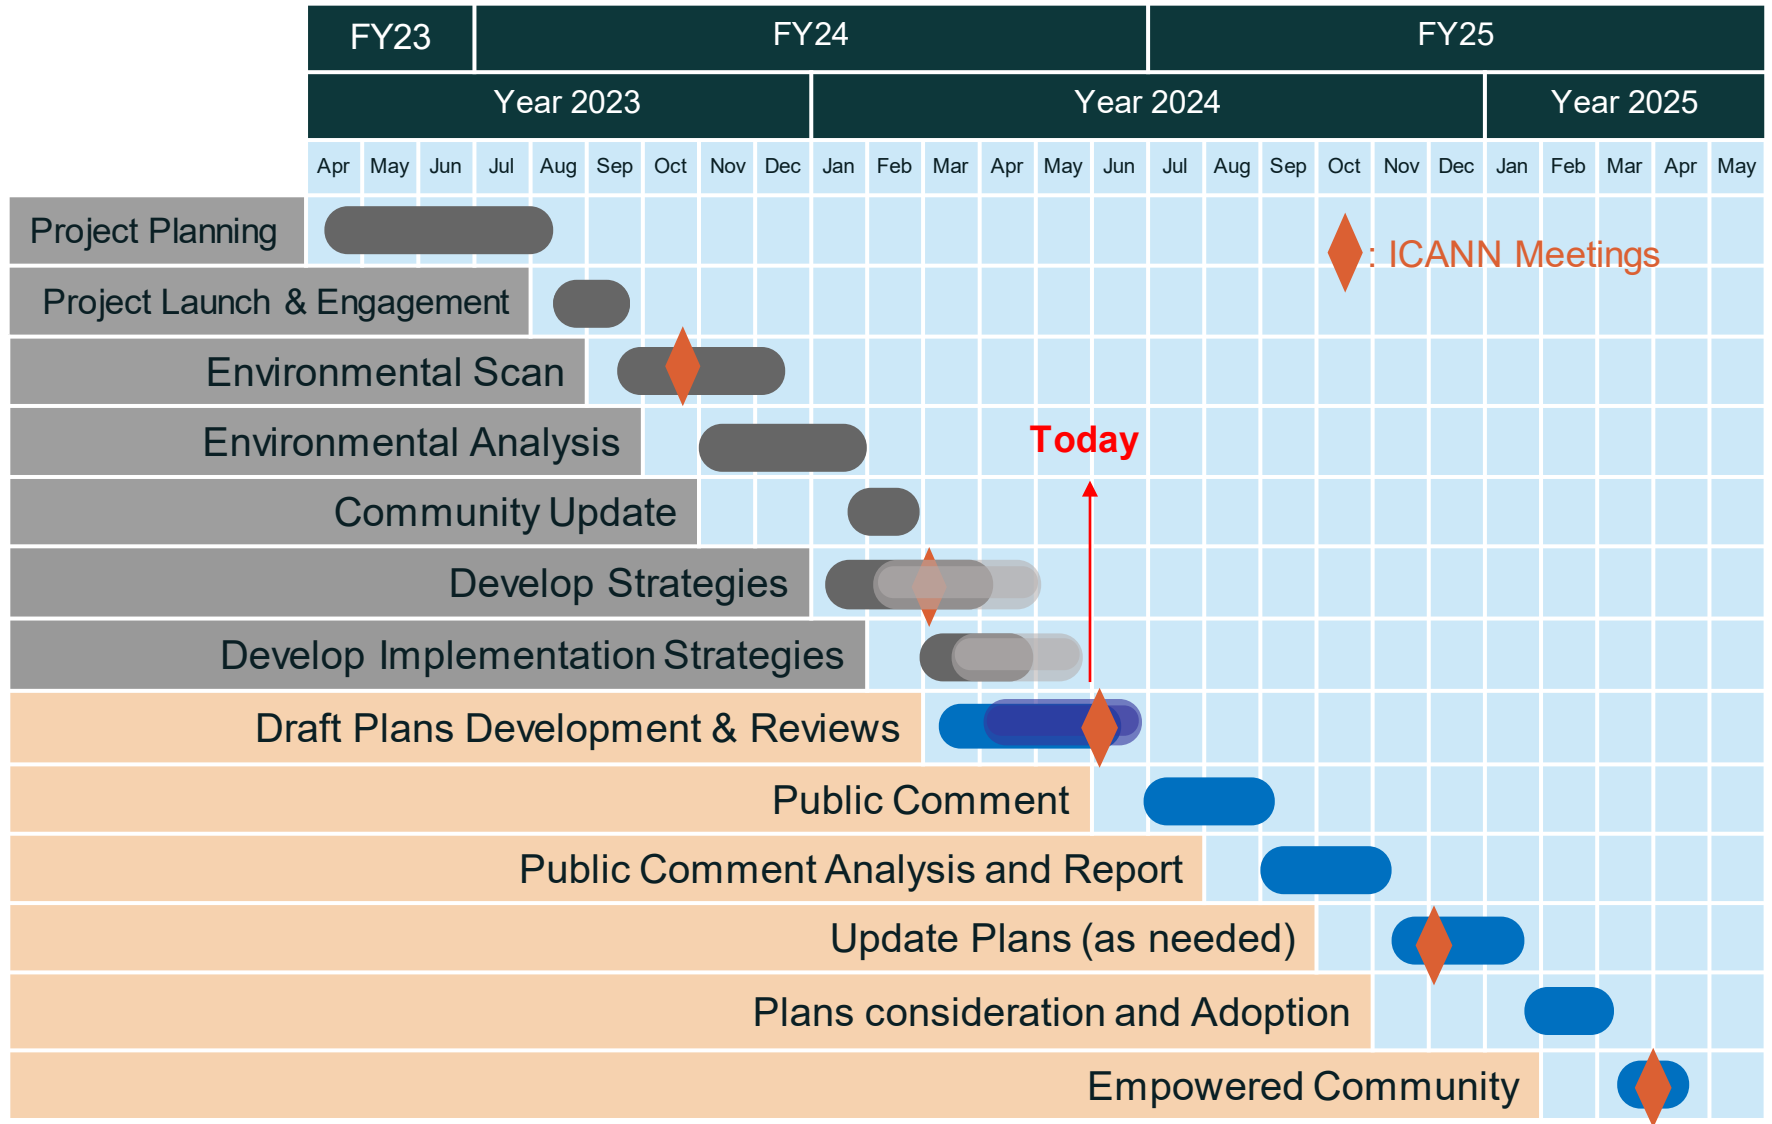 FY23 FY24 FY25
Year 2023 Year 2024 Year 2025
Apr May Jun Jul Aug Sep Oct Nov Dec Jan Feb Mar Apr May Jun Jul Aug Sep Oct Nov Dec Jan Feb Mar Apr May
Project Planning
: ICANN Meetings
Project Launch & Engagement
Environmental Scan
Environmental Analysis
Today
Community Update
Develop Strategies
Develop Implementation Strategies
Draft Plans Development & Reviews
Public Comment
Public Comment Analysis and Report
Update Plans (as needed)
Plans consideration and Adoption
Empowered Community